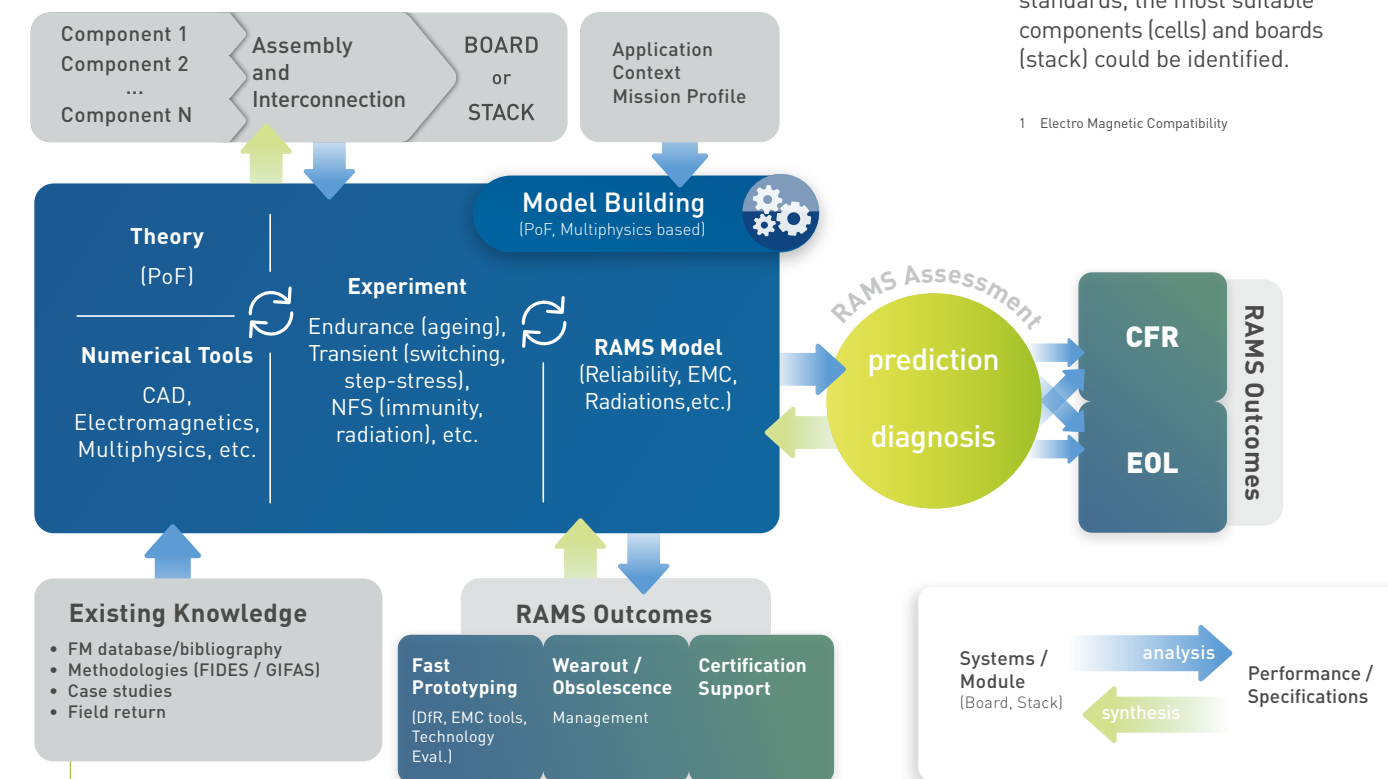 standards, the most suitable
components (cells) and boards
(stack) could be identified.
1 Electro Magnetic Compatibility
Component 1
Component 2
...
Component N
Assembly
and
Interconnection
BOARD
or
STACK
Application
Context
Mission Profile
Model Building
(PoF, Multiphysics based)
Theory
(PoF)
Numerical Tools
CAD,
Electromagnetics,
Multiphysics, etc.
Experiment
Endurance (ageing),
Transient (switching,
step-stress),
NFS (immunity,
radiation), etc.
RAMS Model
(Reliability, EMC,
Radiations,etc.)
RAMS Assessment
prediction
diagnosis
CFR
EOL
RAMS Outcomes
Existing Knowledge
• FM database/bibliography
• Methodologies (FIDES / GIFAS)
• Case studies
• Field return
RAMS Outcomes
Fast
Prototyping
(DfR, EMC tools,
Technology
Eval.)
Wearout /
Obsolescence
Management
Certification
Support
Systems /
Module
(Board, Stack)
analysis
synthesis
Performance /
Specifications